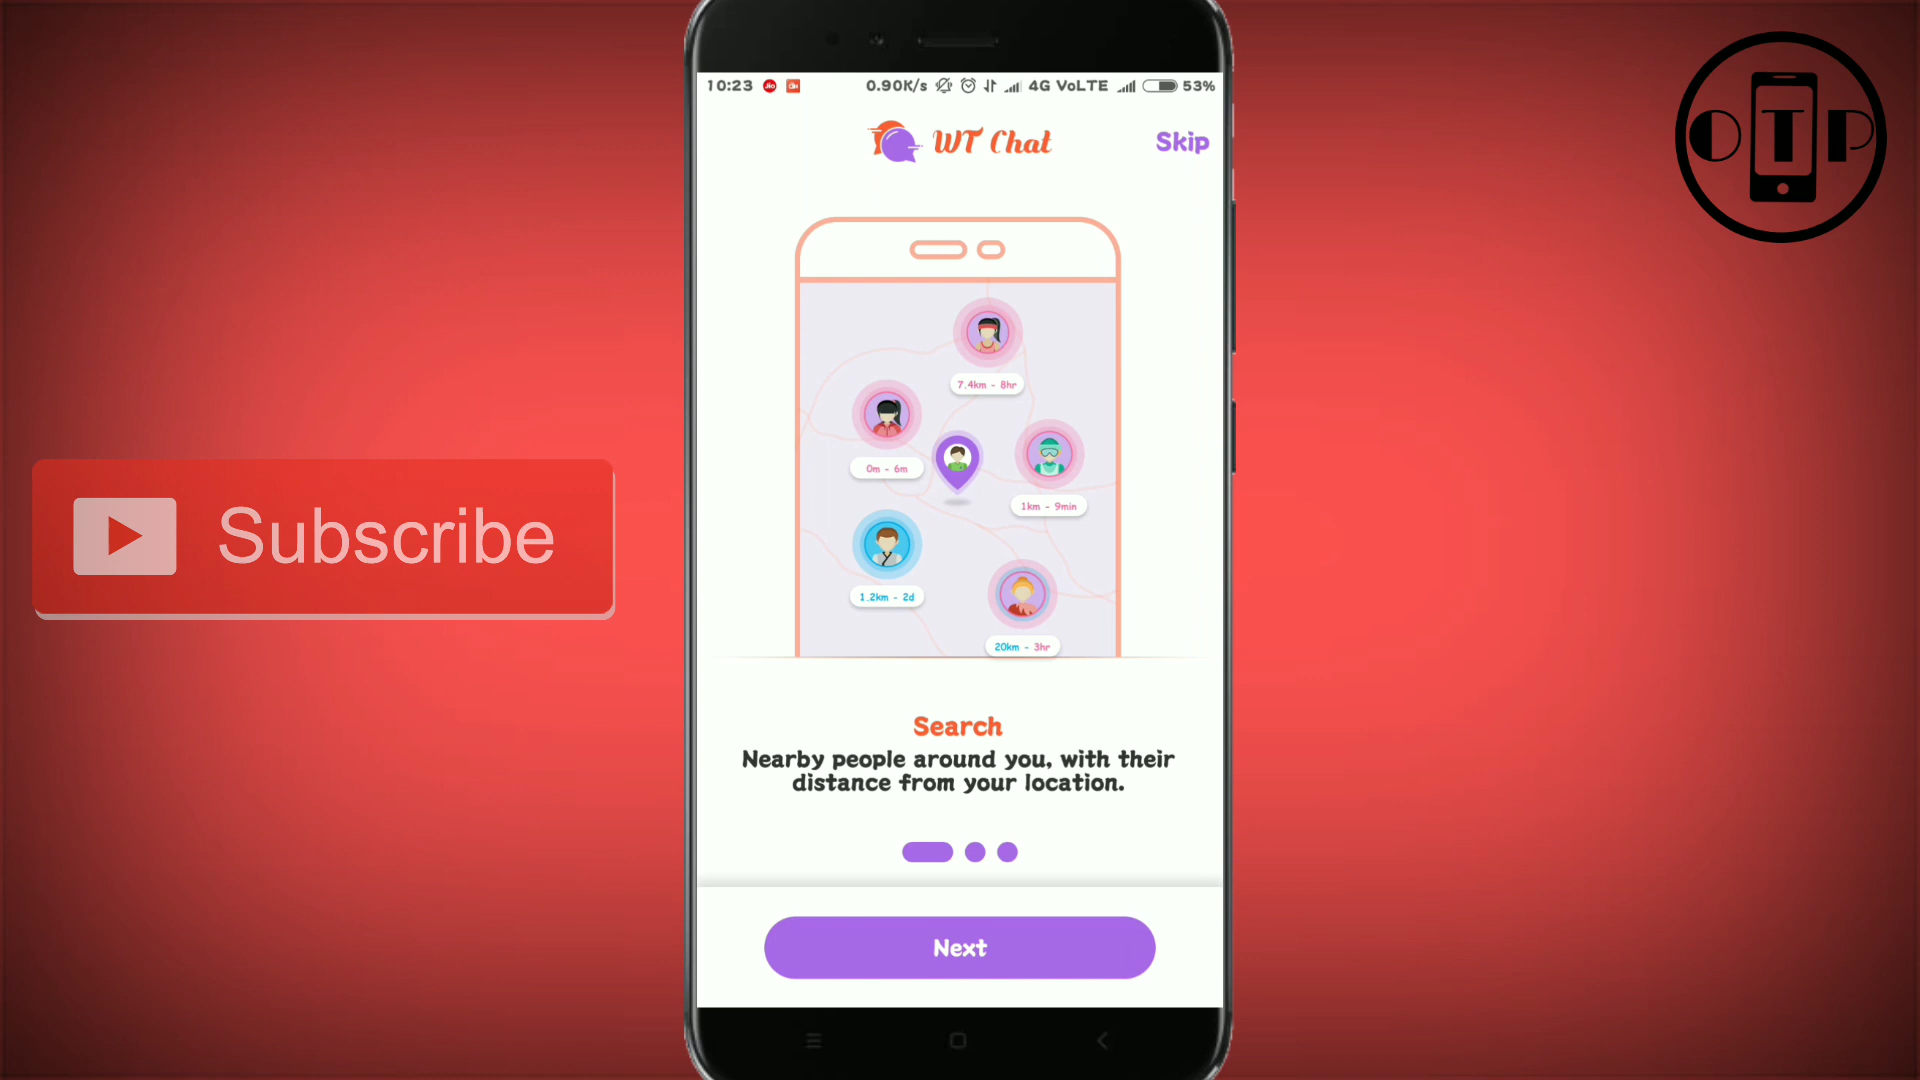 10:23 Jio 0.90K/s 4G VoLTE 53%
WT Chat
Skip
OTP
7.4km - 8hr
0m - 6m
1km - 9min
1.2km - 2d
20km - 3hr
Subscribe
Search
Nearby people around you, with their
distance from your location.
Next